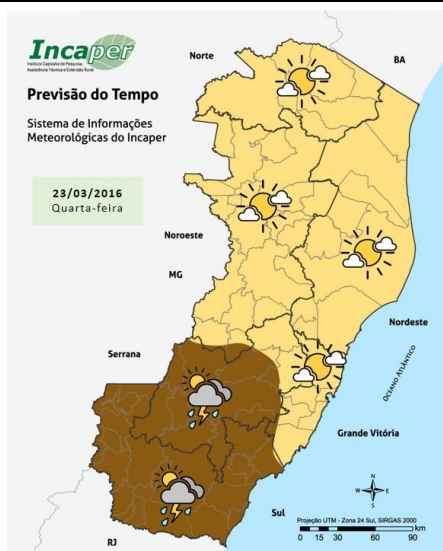 Incaper
Instituto Capixaba de Pesquisa,
Assistência Técnica e Extensão Rural
Previsão do Tempo
Sistema de Informações
Meteorológicas do Incaper
23/03/2016
Quarta-feira
Norte
BA
Noroeste
MG
Nordeste
Serrana
OCEANO ATLÂNTICO
Grande Vitória
Sul
RJ
N
W
E
S
Projeção UTM - Zona 24 Sul, SIRGAS 2000
km
0 15 30 60 90